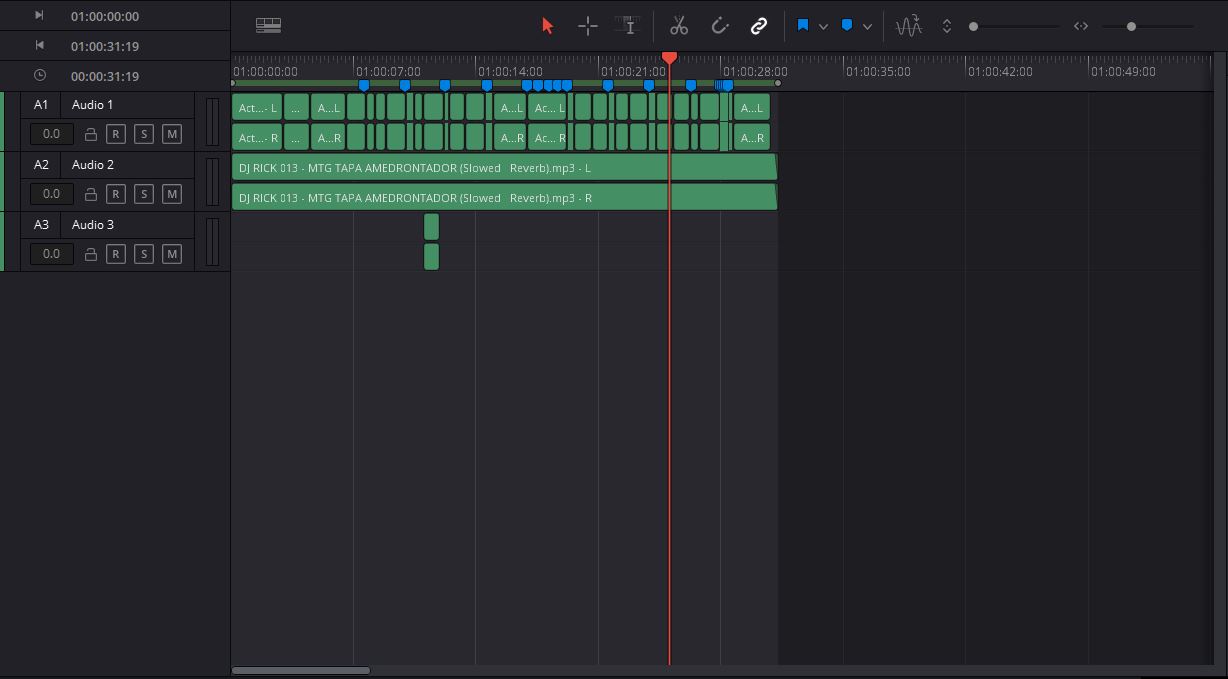 01:00:00:00
01:00:31:19
00:00:31:19
01:00:00:00 01:00:07:00 01:00:14:00 01:00:21:00 01:00:28:00 01:00:35:00 01:00:42:00 01:00:49:00
A1 Audio 1
0.0 R S M
Act...- L ... A...L A...L Ac... L A...L
Act...- R ... A...R A...R Ac... R A...R
A2 Audio 2
0.0 R S M
DJ RICK 013 - MTG TAPA AMEDRONTADOR (Slowed Reverb).mp3 - L
DJ RICK 013 - MTG TAPA AMEDRONTADOR (Slowed Reverb).mp3 - R
A3 Audio 3
0.0 R S M